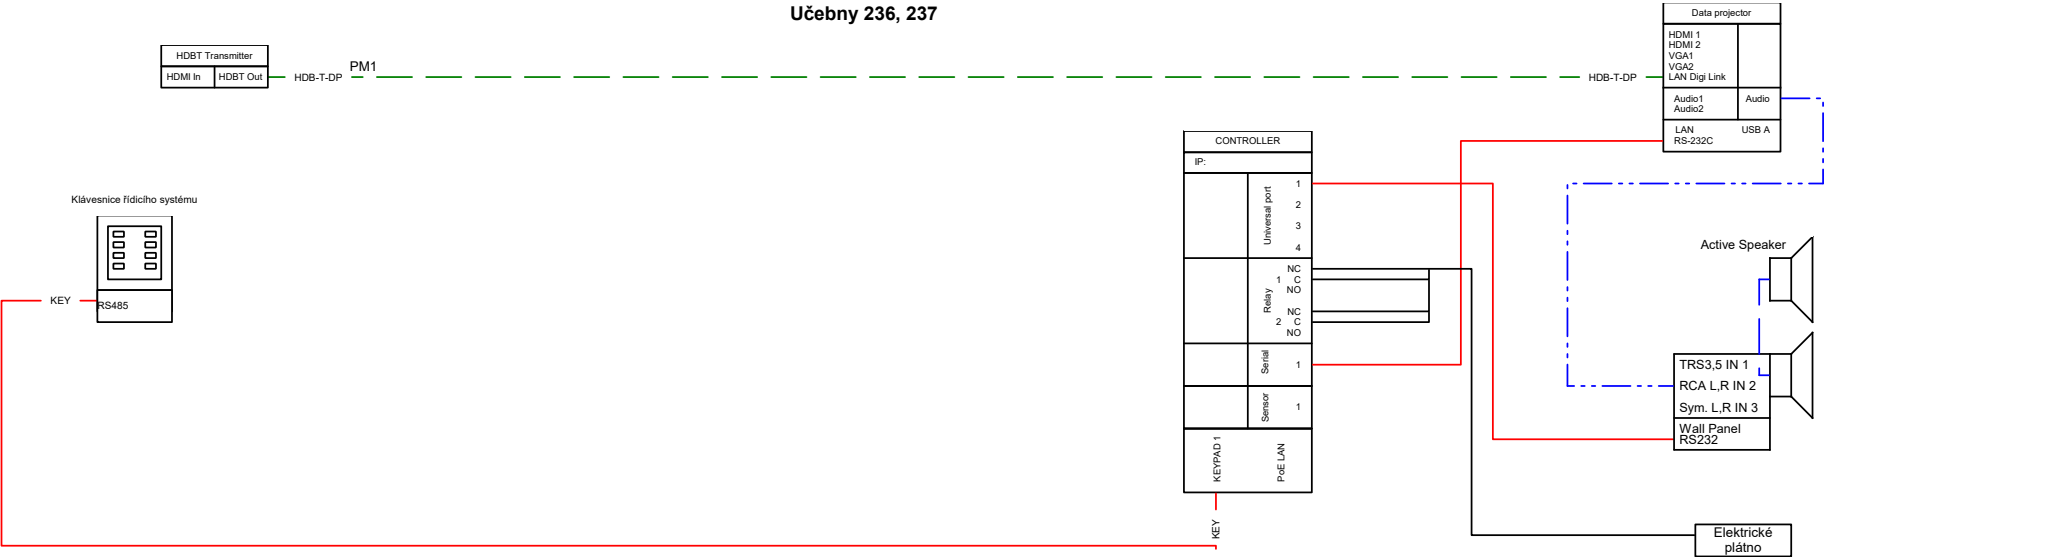 Učebny 236, 237
HDBT Transmitter
HDMI In
HDBT Out
HDB-T-DP
PM1
HDB-T-DP
Data projector
HDMI 1
HDMI 2
VGA1
VGA2
LAN Digi Link
Audio1
Audio2
Audio
LAN
USB A
RS-232C
Klávesnice řídicího systému
RS485
KEY
CONTROLLER
IP:
Universal port
1
2
3
4
Relay
NC
1 C
NO
NC
2 C
NO
Serial
1
Sensor
1
KEYPAD 1
PoE LAN
KEY
Active Speaker
TRS3,5 IN 1
RCA L,R IN 2
Sym. L,R IN 3
Wall Panel
RS232
Elektrické
plátno